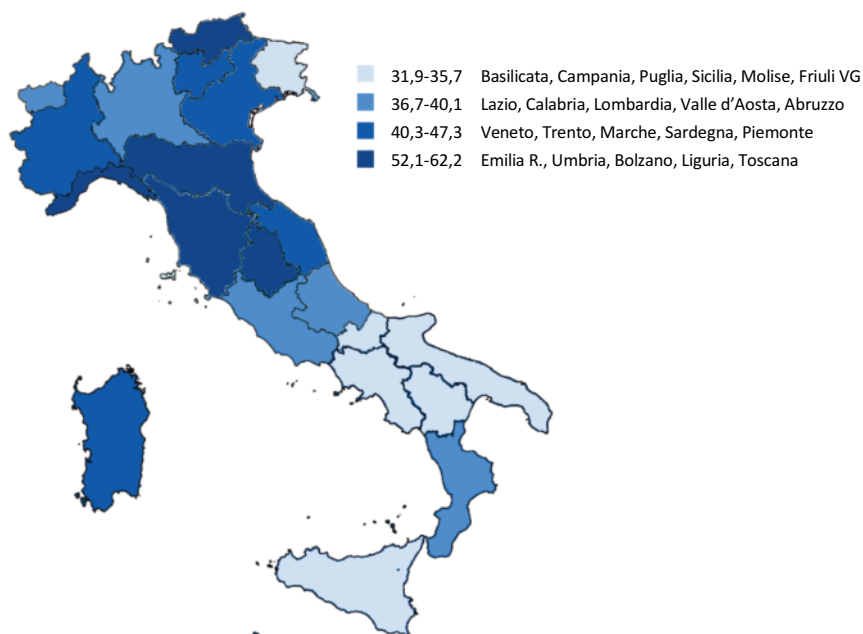 31,9-35,7 Basilicata, Campania, Puglia, Sicilia, Molise, Friuli VG
36,7-40,1 Lazio, Calabria, Lombardia, Valle d’Aosta, Abruzzo
40,3-47,3 Veneto, Trento, Marche, Sardegna, Piemonte
52,1-62,2 Emilia R., Umbria, Bolzano, Liguria, Toscana